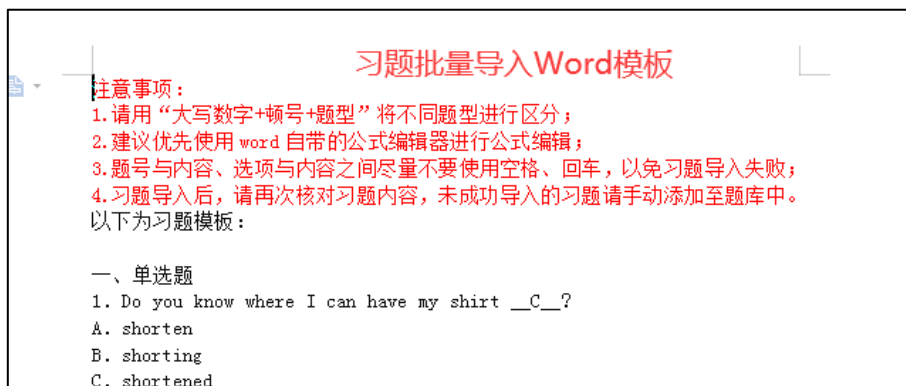 习题批量导入Word模板
注意事项：
1.请用“大写数字+顿号+题型”将不同题型进行区分；
2.建议优先使用word自带的公式编辑器进行公式编辑；
3.题号与内容、选项与内容之间尽量不要使用空格、回车，以免习题导入失败；
4.习题导入后，请再次核对习题内容，未成功导入的习题请手动添加至题库中。
以下为习题模板：
一、单选题
1. Do you know where I can have my shirt __C__?
A. shorten
B. shorting
C. shortened